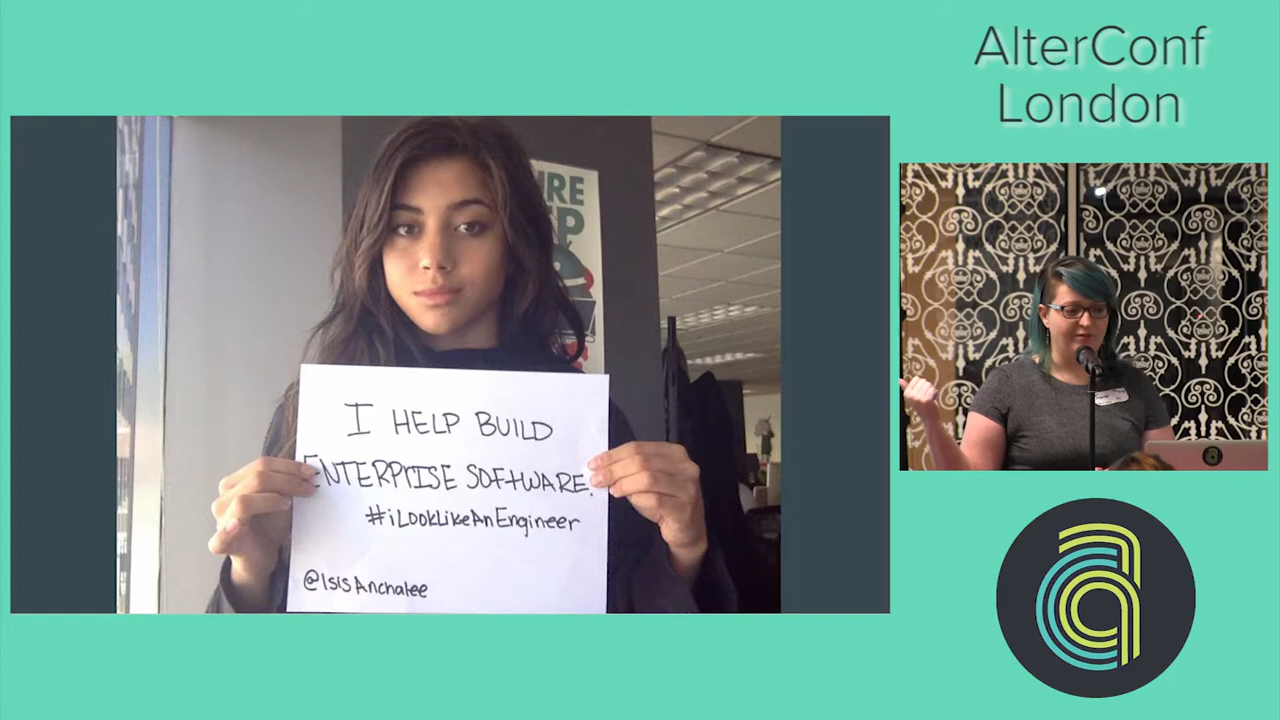 AlterConf
London
I HELP BUILD
ENTERPRISE SOFTWARE.
#iLookLikeAnEngineer
@IsisAnchalee